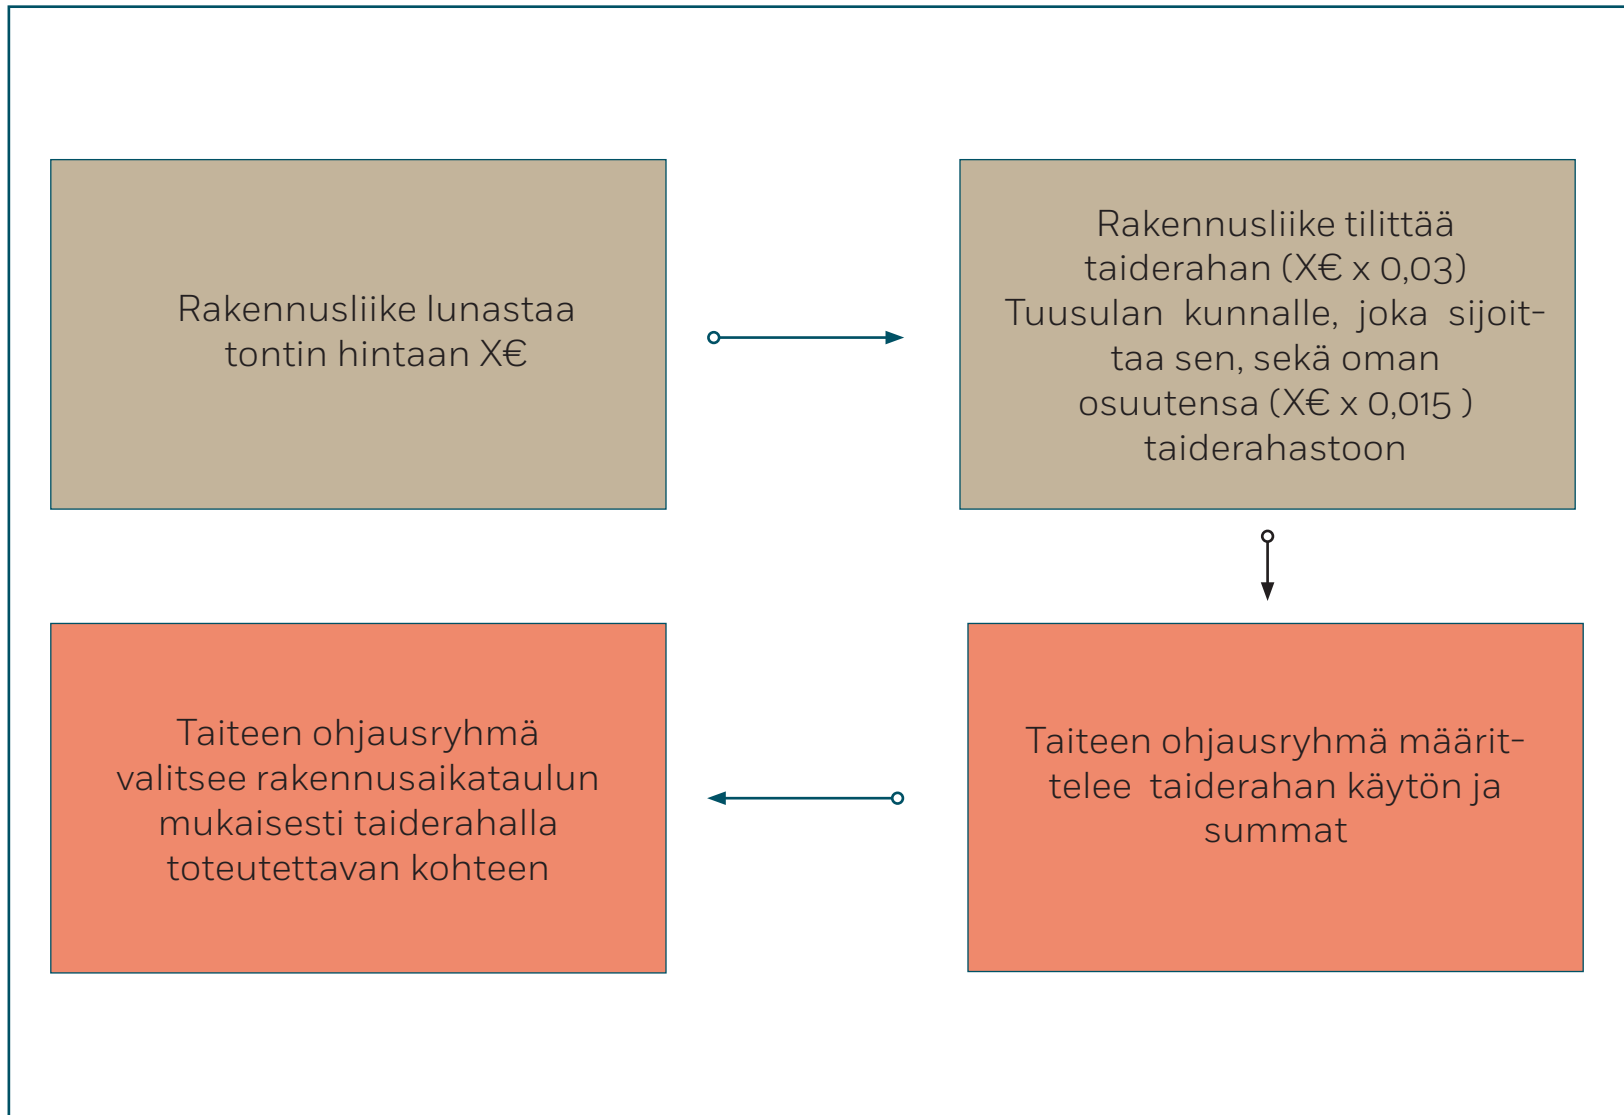 Rakennusliike lunastaa
tontin hintaan X€
Rakennusliike tilittää
taiderahan (X€ x 0,03)
Tuusulan kunnalle, joka sijoit-
taa sen, sekä oman
osuutensa (X€ x 0,015 )
taiderahastoon
Taiteen ohjausryhmä määrit-
telee taiderahan käytön ja
summat
Taiteen ohjausryhmä
valitsee rakennusaikataulun
mukaisesti taiderahalla
toteutettavan kohteen